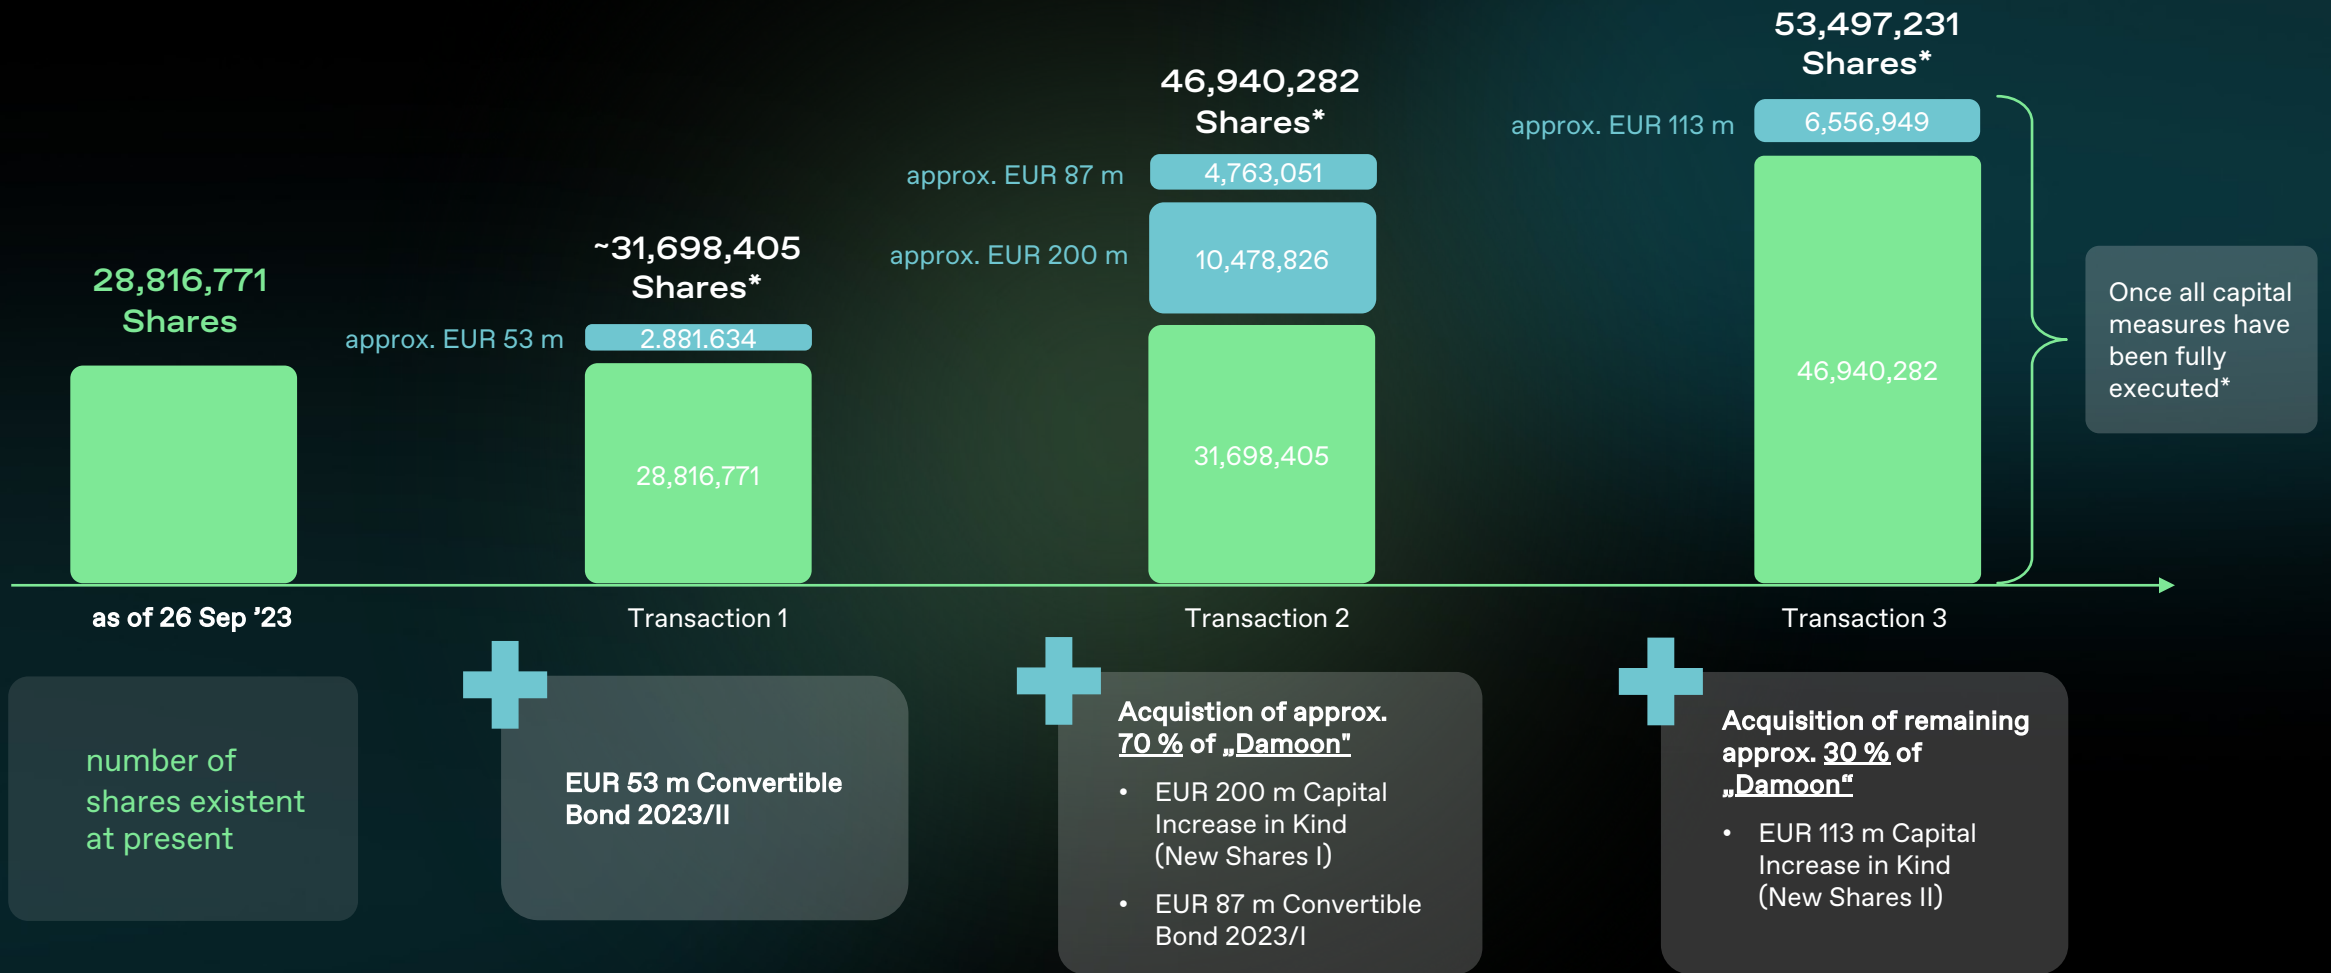 28,816,771
Shares
as of 26 Sep ’23
number of
shares existent
at present
~31,698,405
Shares*
approx. EUR 53 m
2.881.634
28,816,771
Transaction 1
EUR 53 m Convertible
Bond 2023/II
46,940,282
Shares*
approx. EUR 87 m
4,763,051
approx. EUR 200 m
10,478,826
31,698,405
Transaction 2
Acquistion of approx.
70 % of „Damoon"
• EUR 200 m Capital
Increase in Kind
(New Shares I)
• EUR 87 m Convertible
Bond 2023/I
53,497,231
Shares*
approx. EUR 113 m
6,556,949
46,940,282
Transaction 3
Acquisition of remaining
approx. 30 % of
„Damoon“
• EUR 113 m Capital
Increase in Kind
(New Shares II)
Once all capital
measures have
been fully
executed*